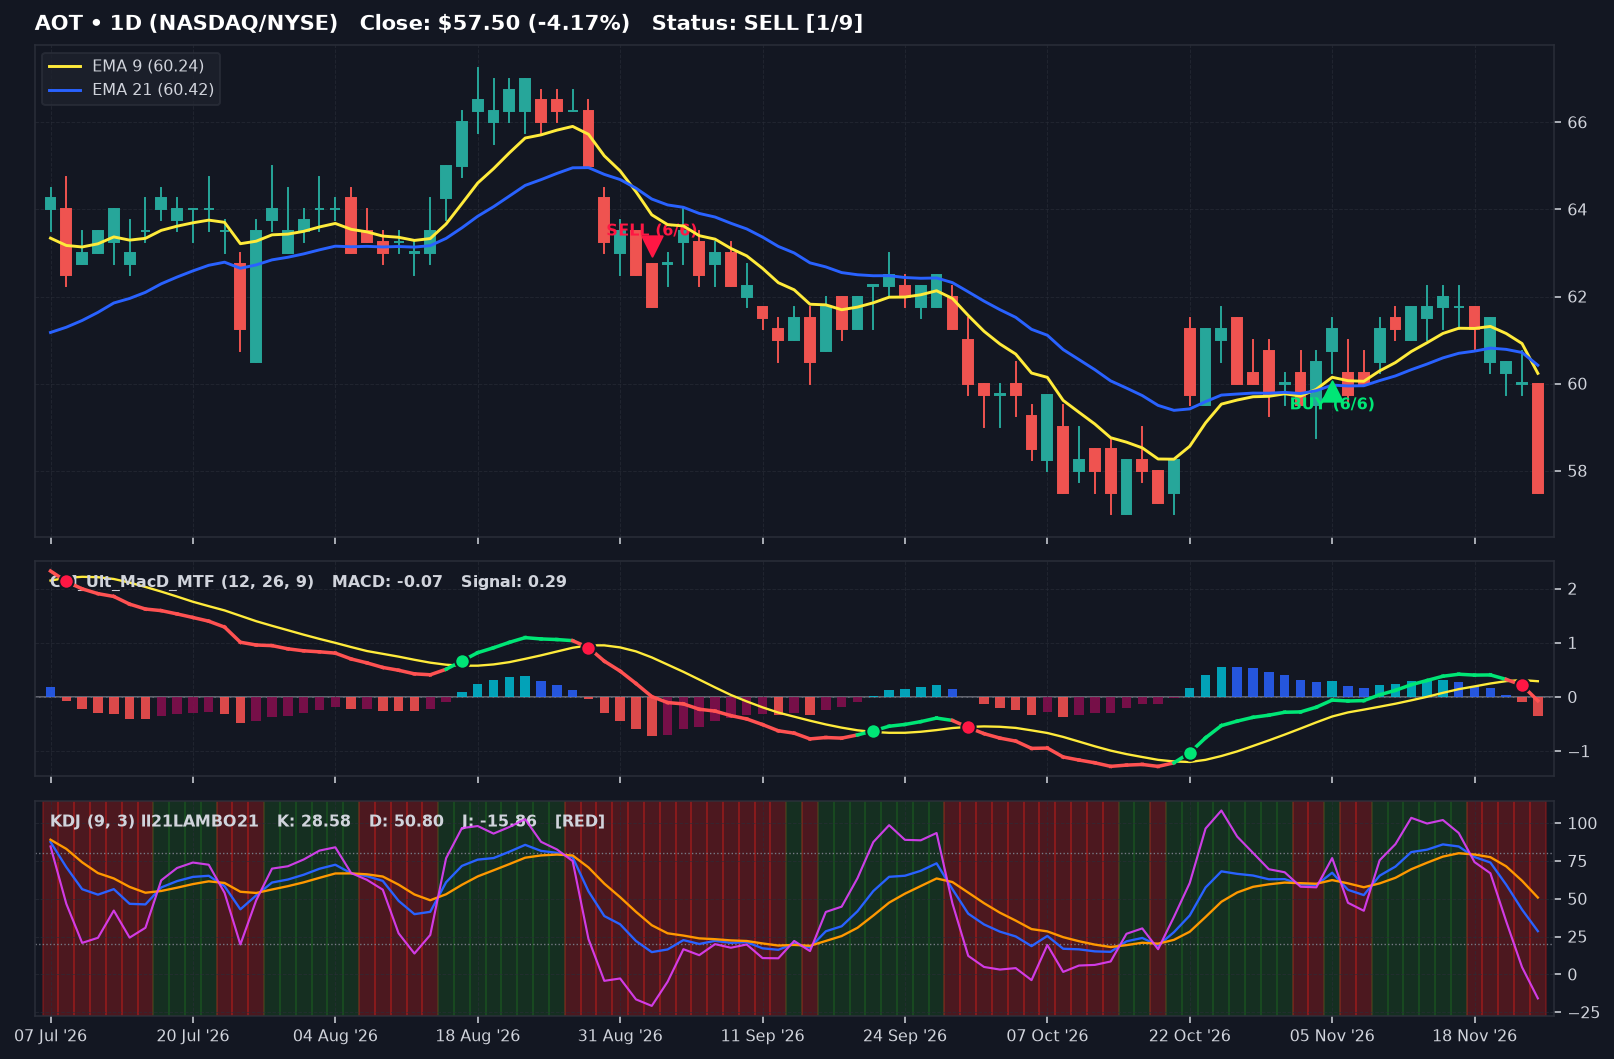 AOT • 1D (NASDAQ/NYSE) Close: $57.50 (-4.17%) Status: SELL [1/9]
EMA 9 (60.24)
EMA 21 (60.42)
66
64
62
60
58
SELL (6/6)
BUY (6/6)
Ult_MacD_MTF (12, 26, 9) MACD: -0.07 Signal: 0.29
2
1
0
−1
KDJ (9, 3) II21LAMBO21 K: 28.58 D: 50.80 J: -15.86 [RED]
100
75
50
25
0
−25
07 Jul '26
20 Jul '26
04 Aug '26
18 Aug '26
31 Aug '26
11 Sep '26
24 Sep '26
07 Oct '26
22 Oct '26
05 Nov '26
18 Nov '26